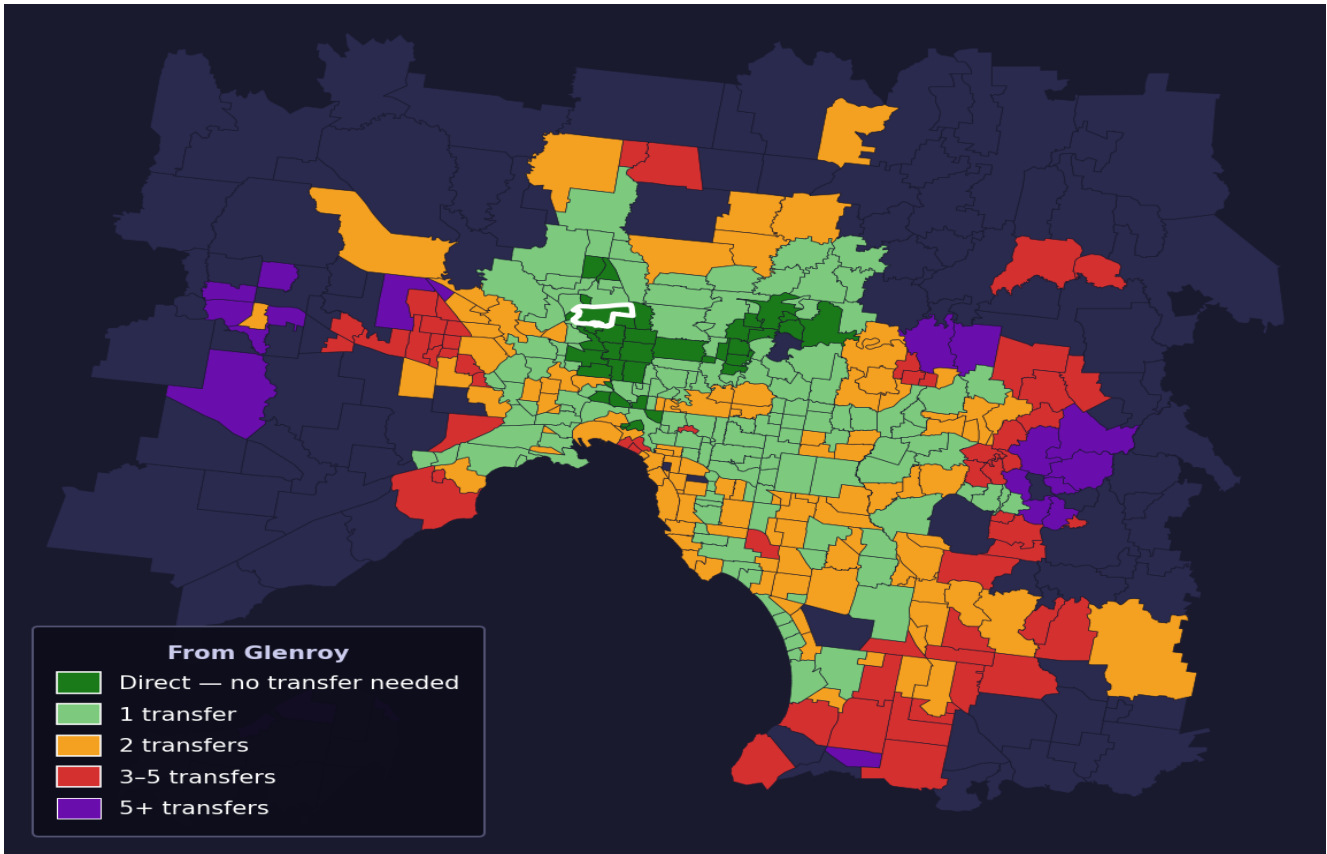 From Glenroy
Direct — no transfer needed
1 transfer
2 transfers
3–5 transfers
5+ transfers